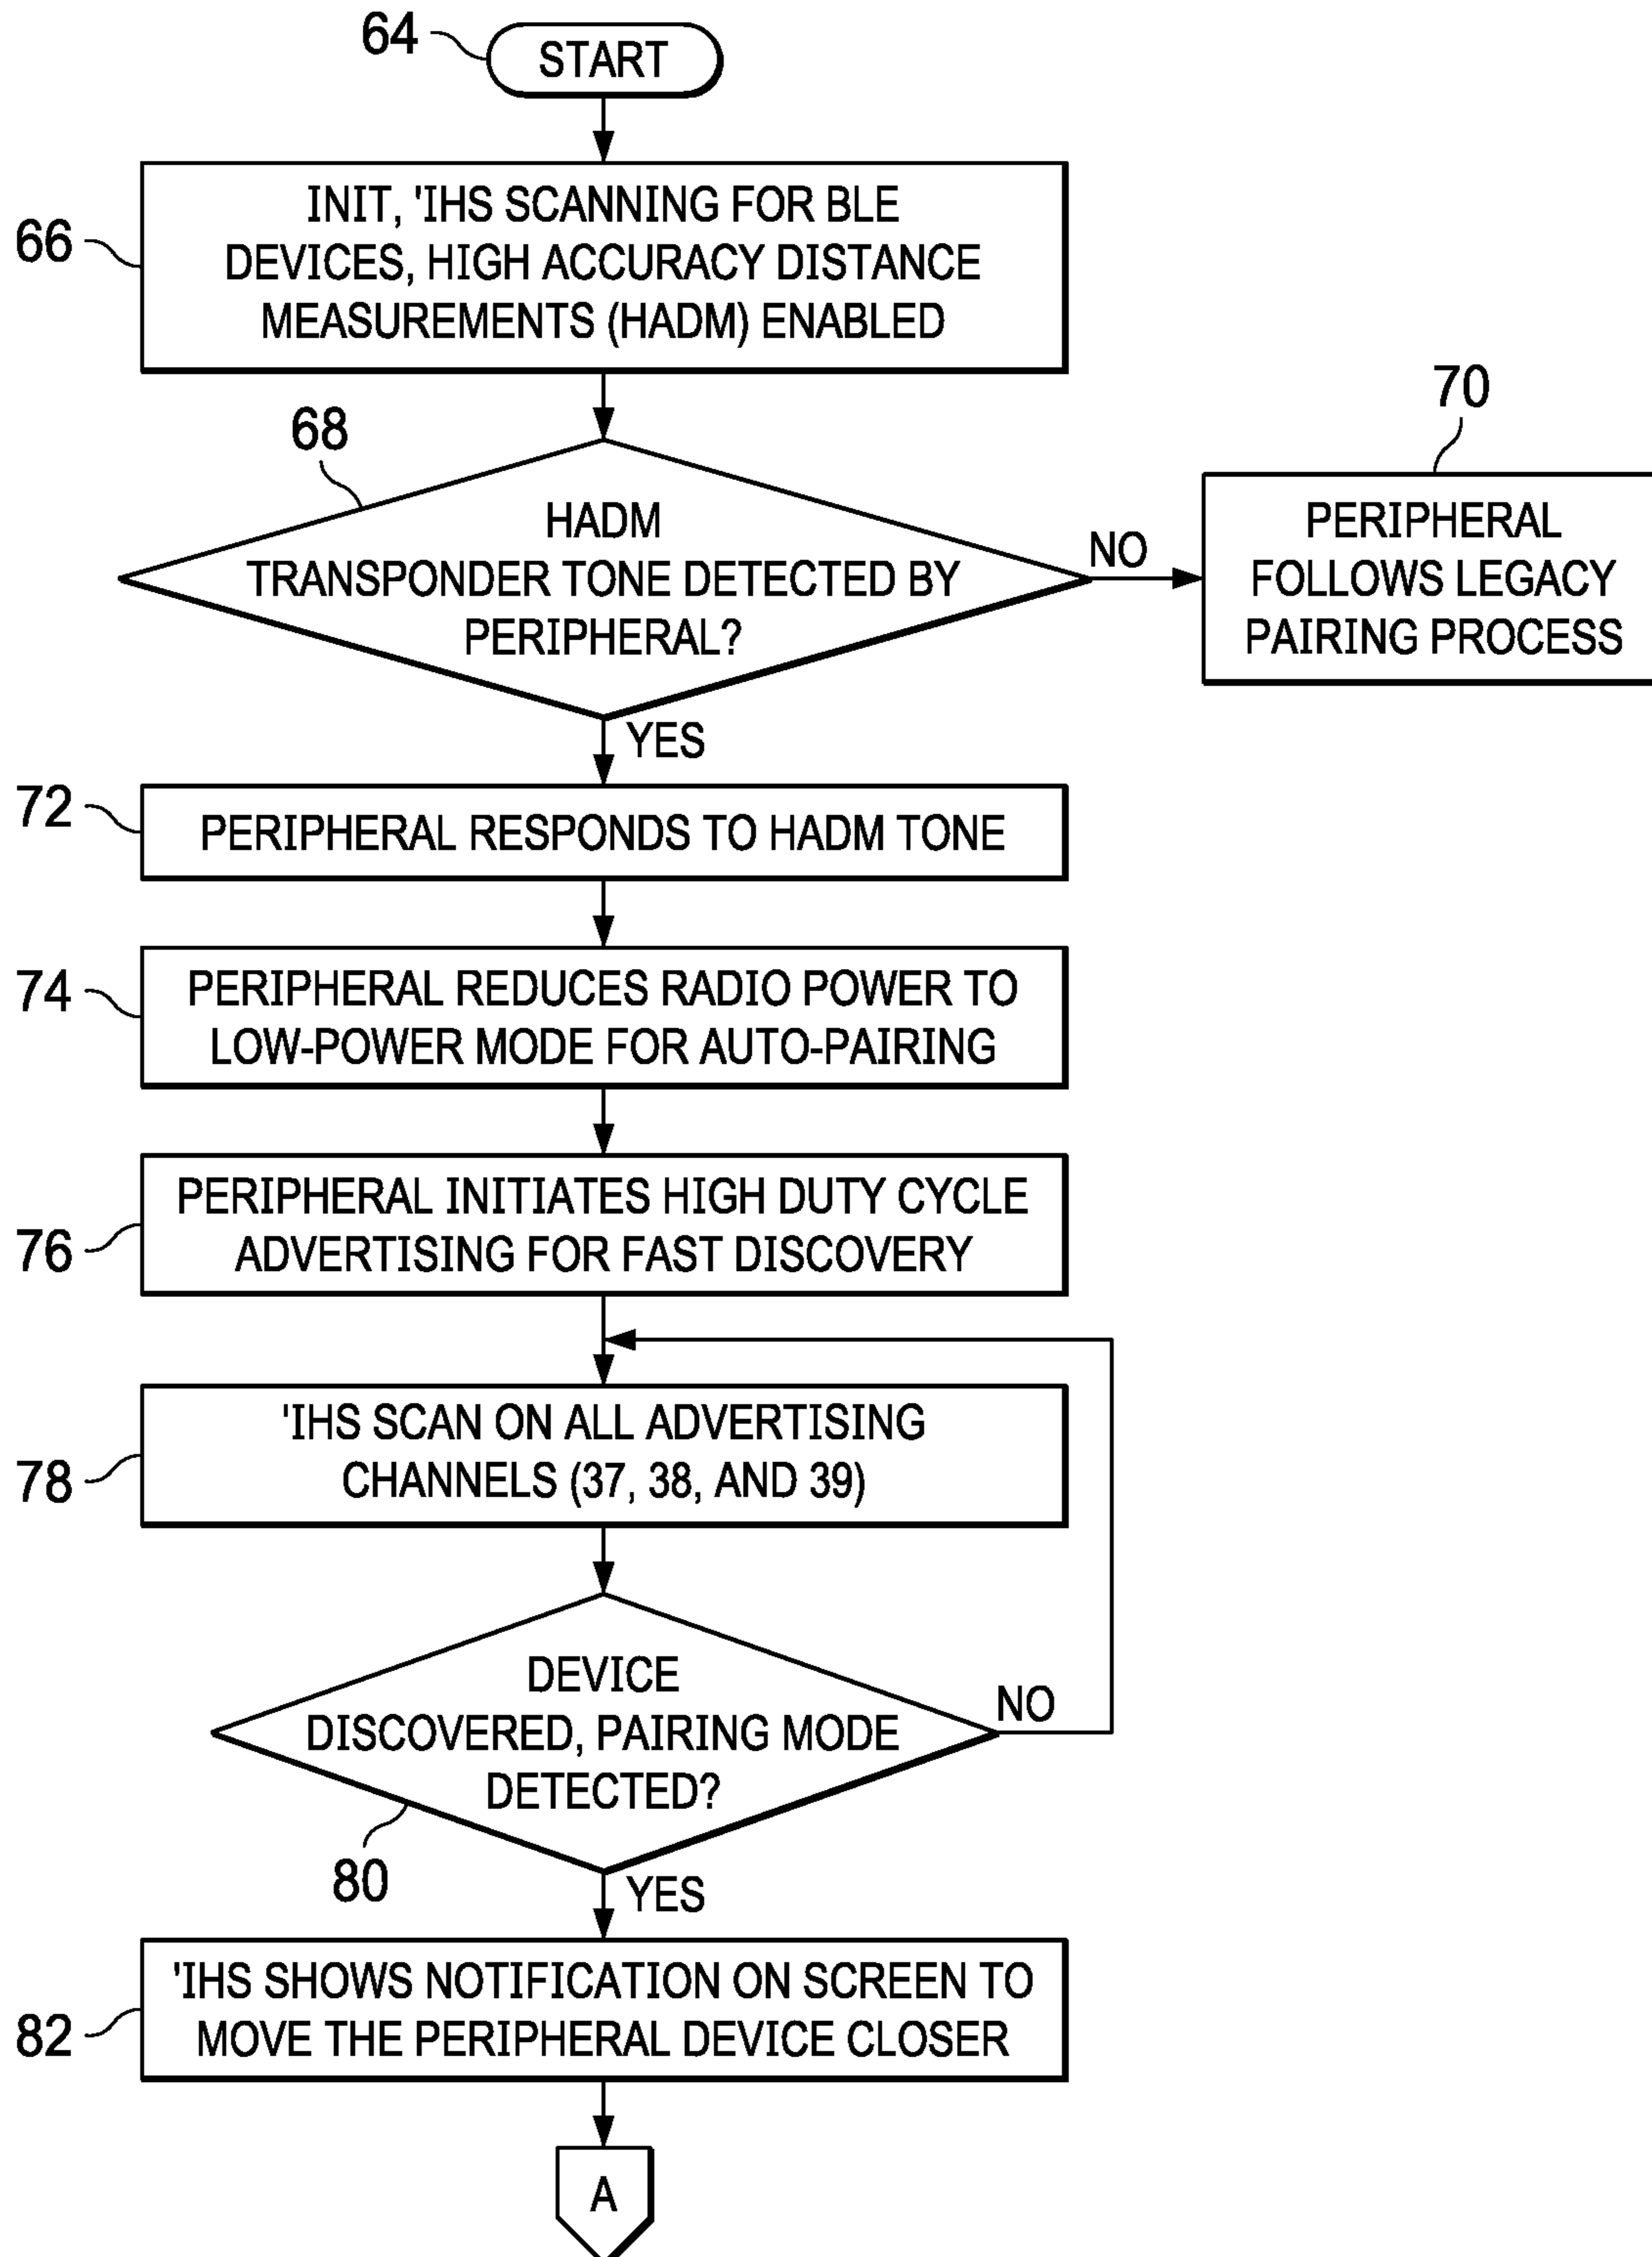 64
START
66
INIT, 'IHS SCANNING FOR BLE
DEVICES, HIGH ACCURACY DISTANCE
MEASUREMENTS (HADM) ENABLED
68
HADM
TRANSPONDER TONE DETECTED BY
PERIPHERAL?
NO
70
PERIPHERAL
FOLLOWS LEGACY
PAIRING PROCESS
YES
72
PERIPHERAL RESPONDS TO HADM TONE
74
PERIPHERAL REDUCES RADIO POWER TO
LOW-POWER MODE FOR AUTO-PAIRING
76
PERIPHERAL INITIATES HIGH DUTY CYCLE
ADVERTISING FOR FAST DISCOVERY
78
'IHS SCAN ON ALL ADVERTISING
CHANNELS (37, 38, AND 39)
DEVICE
DISCOVERED, PAIRING MODE
DETECTED?
NO
80
YES
82
'IHS SHOWS NOTIFICATION ON SCREEN TO
MOVE THE PERIPHERAL DEVICE CLOSER
A